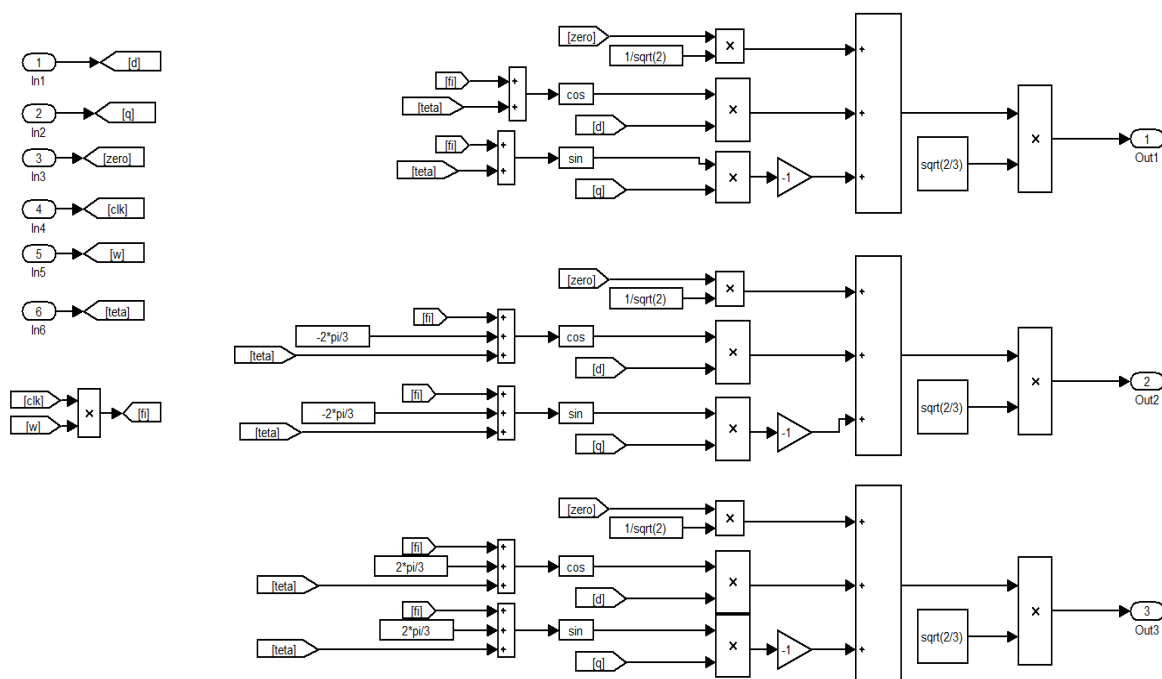 1
[d]
In1
2
[q]
In2
3
[zero]
In3
4
[clk]
In4
5
[w]
In5
6
[teta]
In6
[clk]
×
[fi]
[w]
[zero]
1/sqrt(2)
×
[fi]
+
[teta]
+
cos
[d]
×
[fi]
+
[teta]
+
sin
[q]
×
-1
+
+
+
sqrt(2/3)
×
1
Out1
[zero]
1/sqrt(2)
×
[fi]
+
-2*pi/3
+
[teta]
+
cos
[d]
×
[fi]
+
-2*pi/3
+
[teta]
+
sin
[q]
×
-1
+
+
+
sqrt(2/3)
×
2
Out2
[zero]
1/sqrt(2)
×
[fi]
+
2*pi/3
+
[teta]
+
cos
[d]
×
[fi]
+
2*pi/3
+
[teta]
+
sin
[q]
×
-1
+
+
+
sqrt(2/3)
×
3
Out3